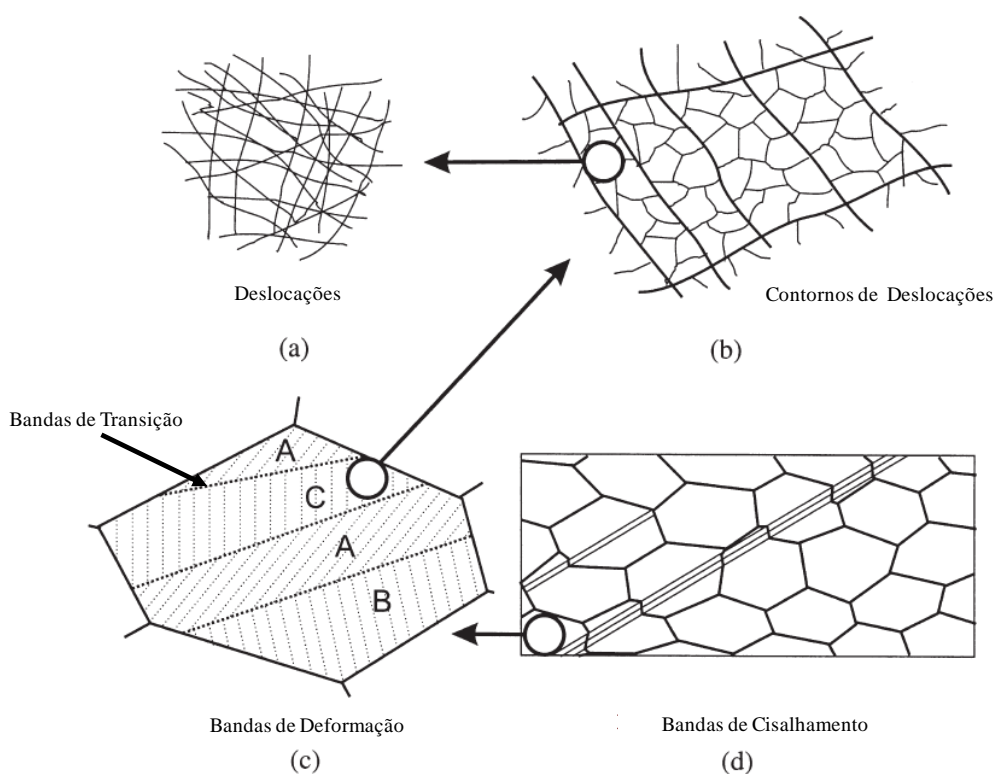 Deslocações
Contornos de Deslocações
(a)
(b)
Bandas de Transição
A
C
A
B
Bandas de Deformação
Bandas de Cisalhamento
(c)
(d)